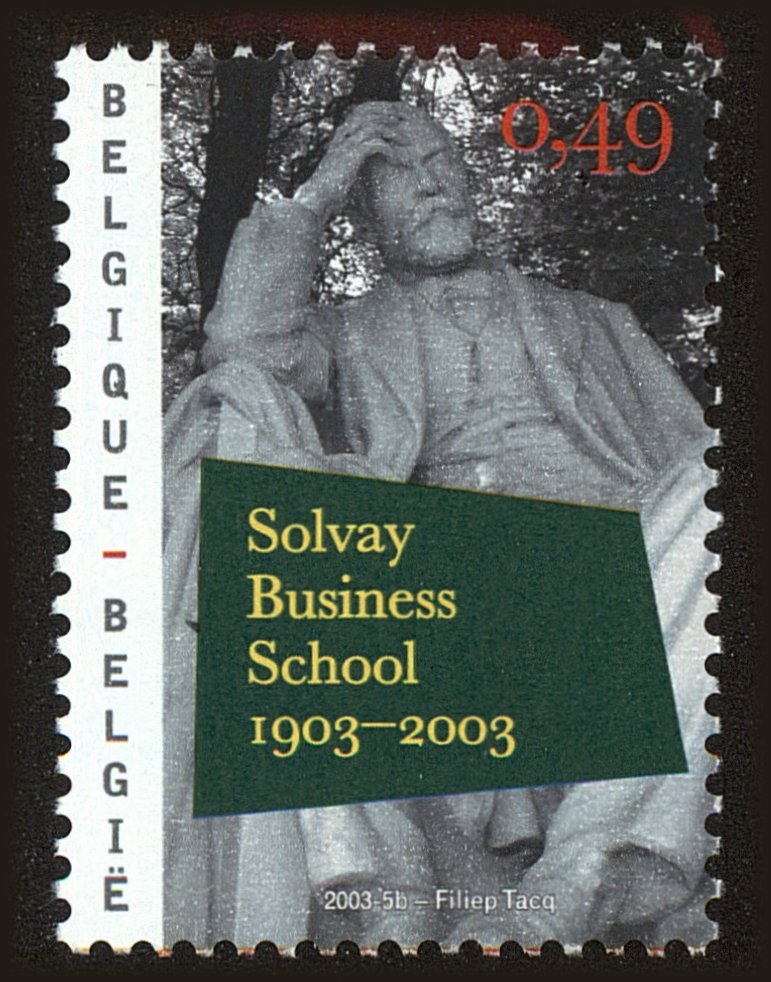 BELGIQUE – BELGIË
0,49
Solvay
Business
School
1903–2003
2003-5b – Filiep Tacq